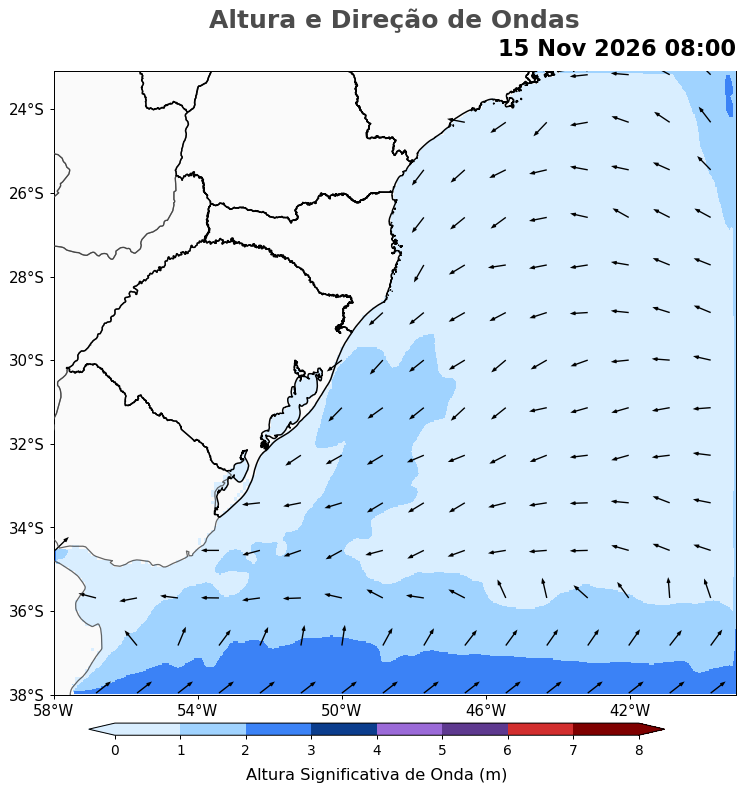 Altura e Direção de Ondas
15 Nov 2026 08:00
24°S
26°S
28°S
30°S
32°S
34°S
36°S
38°S
58°W 54°W 50°W 46°W 42°W
0 1 2 3 4 5 6 7 8
Altura Significativa de Onda (m)